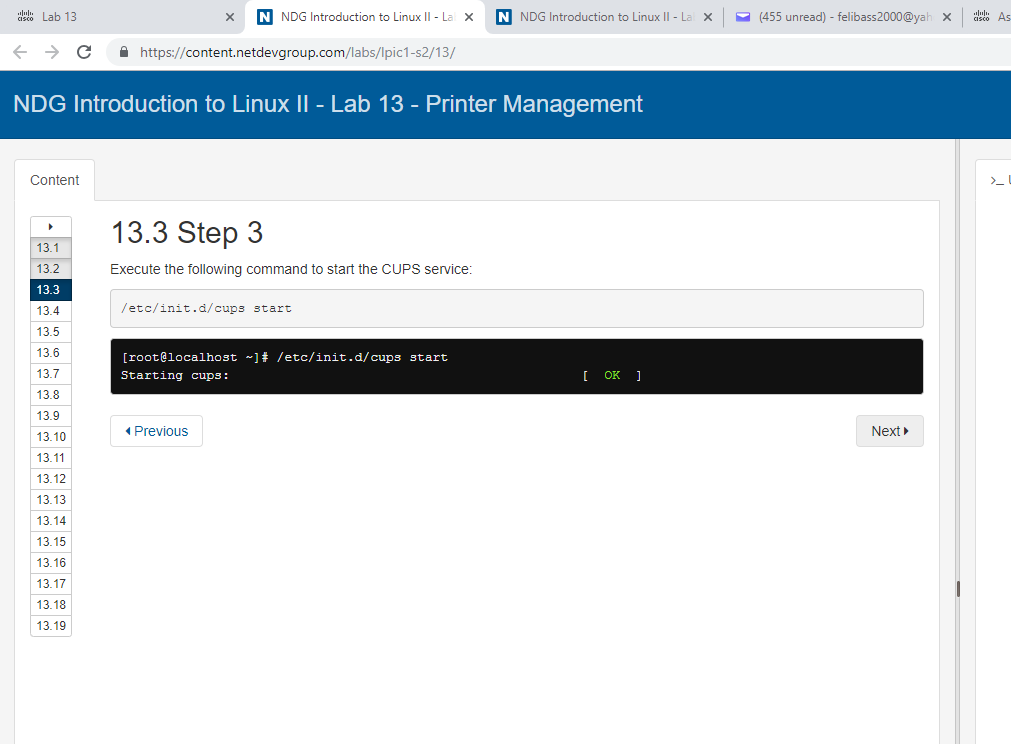 Lab 13
NDG Introduction to Linux II - La
NDG Introduction to Linux II - La
(455 unread) - felibass2000@yah
As
https://content.netdevgroup.com/labs/lpic1-s2/13/
NDG Introduction to Linux II - Lab 13 - Printer Management
Content
13.1
13.2
13.3
13.4
13.5
13.6
13.7
13.8
13.9
13.10
13.11
13.12
13.13
13.14
13.15
13.16
13.17
13.18
13.19
13.3 Step 3
Execute the following command to start the CUPS service:
/etc/init.d/cups start
[root@localhost ~]# /etc/init.d/cups start
Starting cups: [ OK ]
Previous
Next
>_